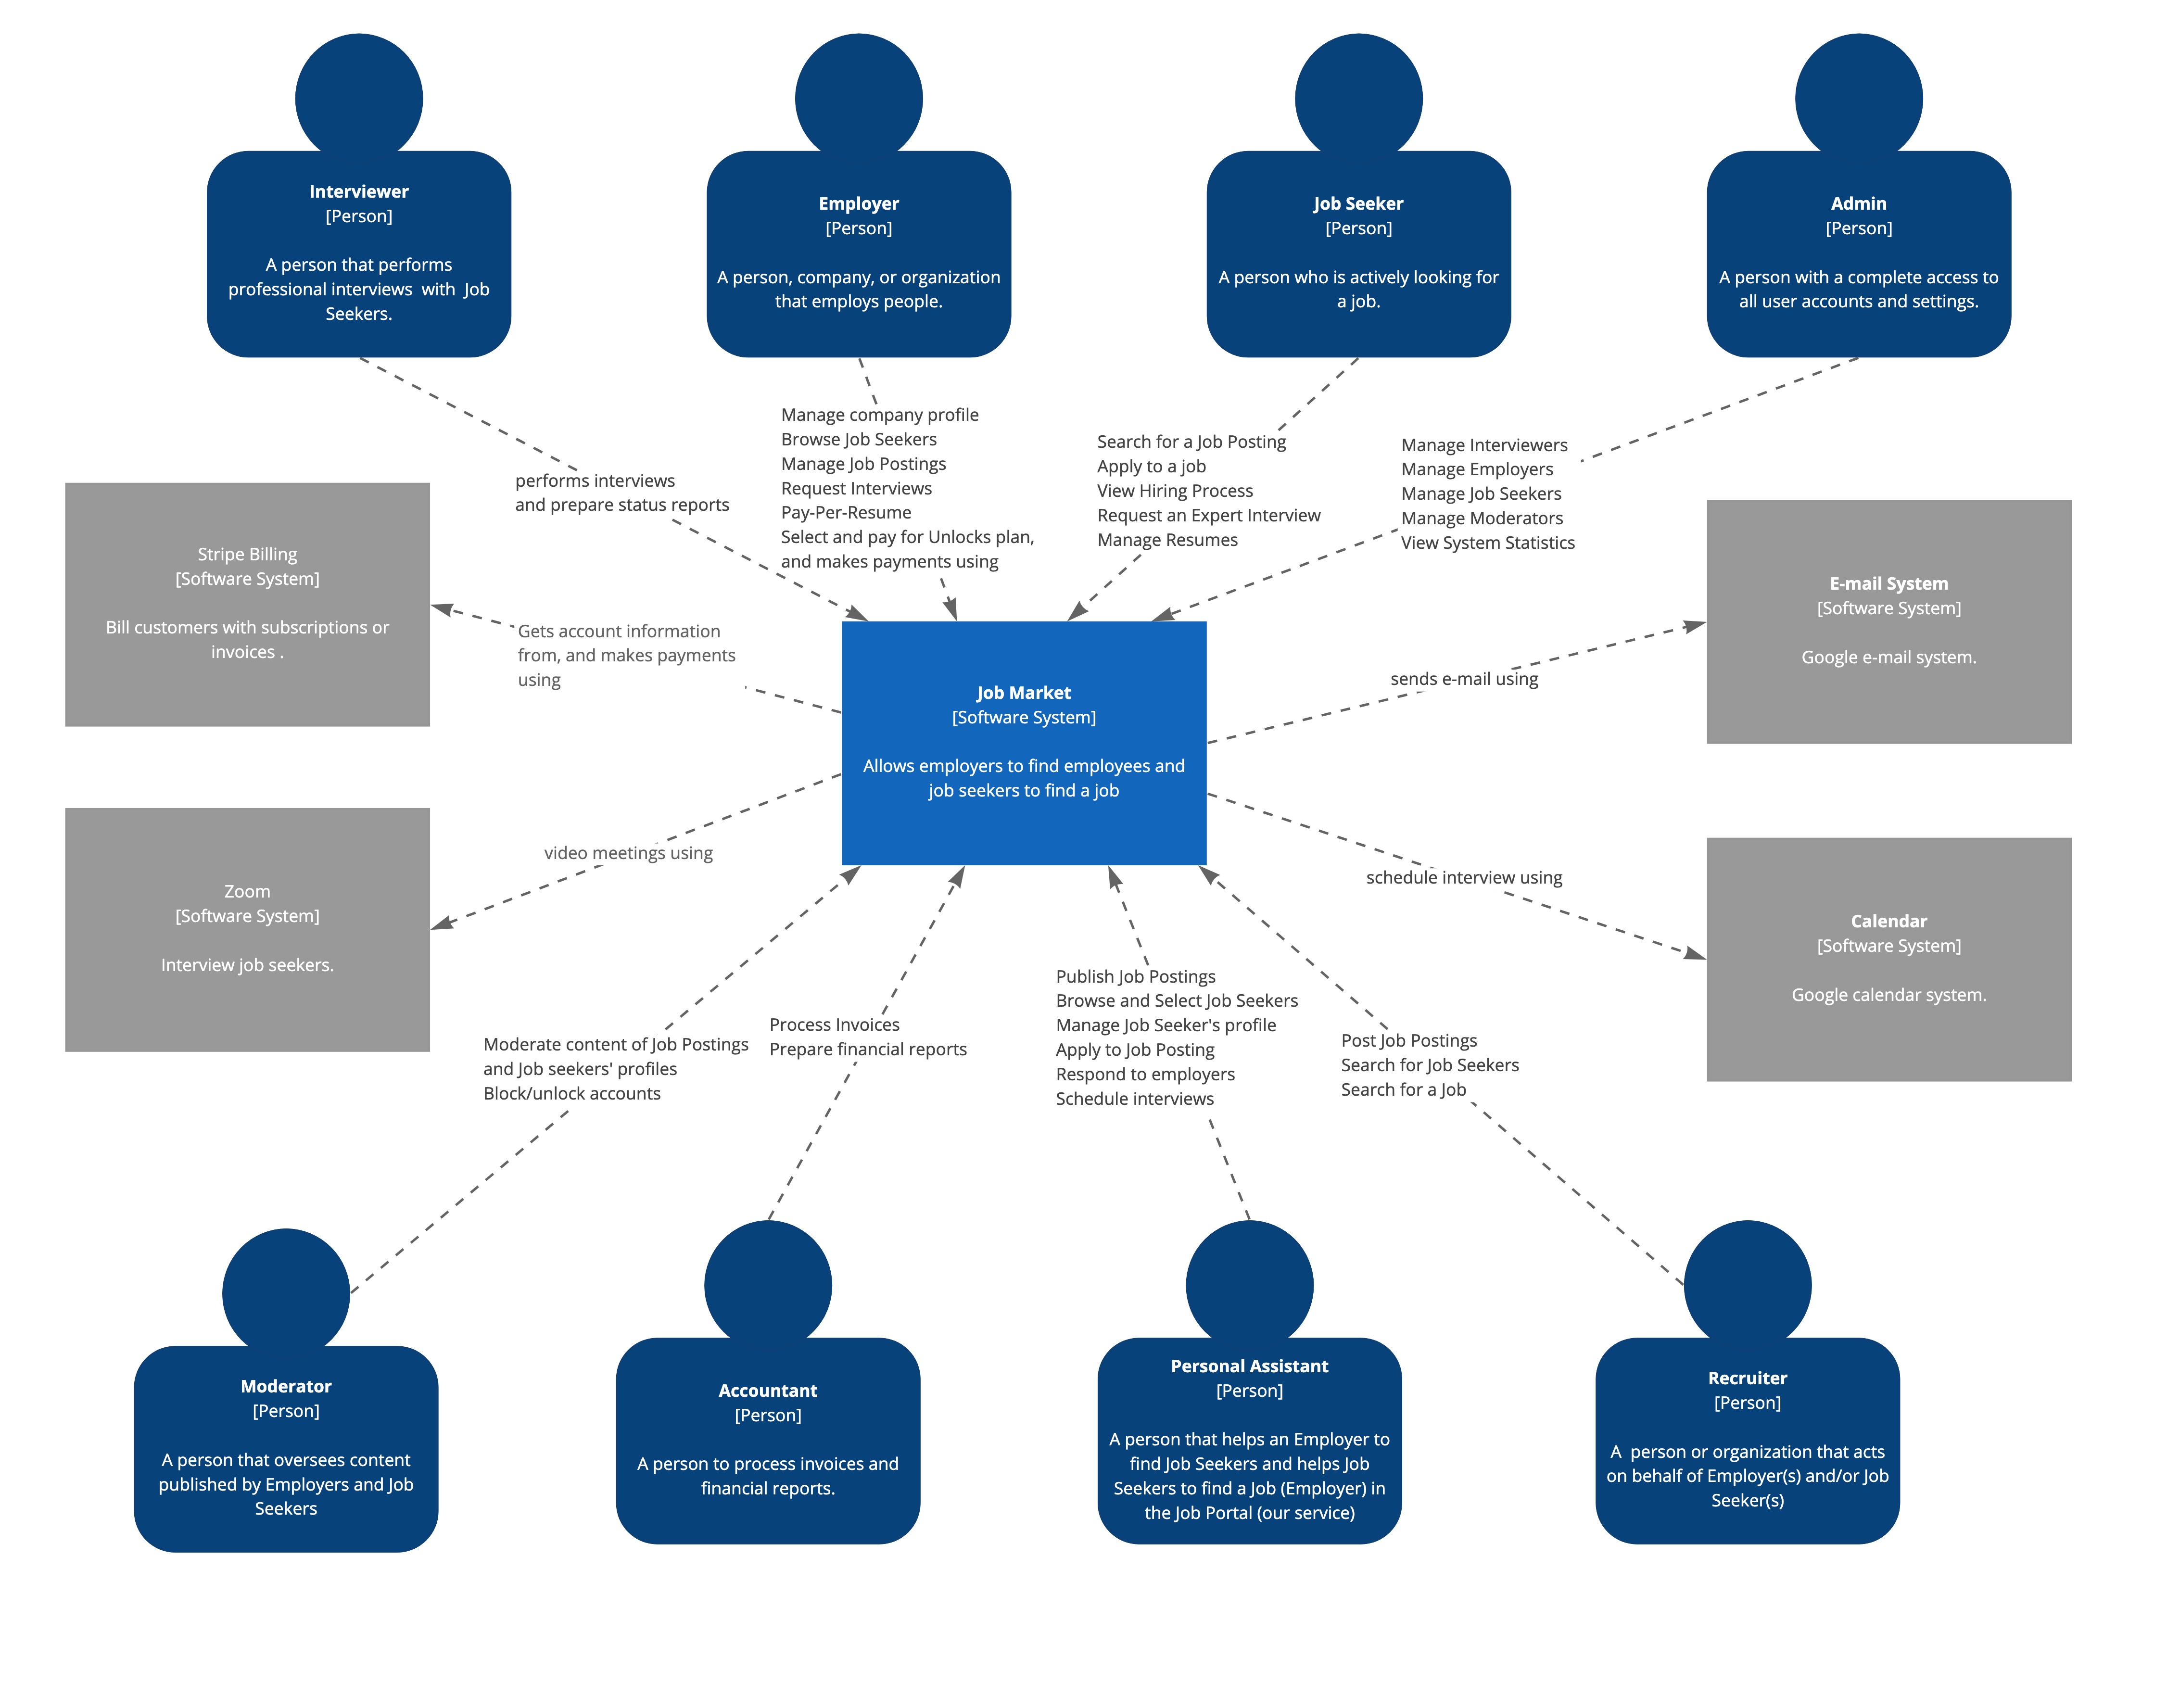 Interviewer
[Person]
A person that performs
professional interviews  with  Job
Seekers.
Employer
[Person]
A person, company, or organization
that employs people.
Job Seeker
[Person]
A person who is actively looking for
a job.
Admin
[Person]
A person with a complete access to
all user accounts and settings.
performs interviews
and prepare status reports
Manage company profile
Browse Job Seekers
Manage Job Postings
Request Interviews
Pay-Per-Resume
Select and pay for Unlocks plan,
and makes payments using
Search for a Job Posting
Apply to a job
View Hiring Process
Request an Expert Interview
Manage Resumes
Manage Interviewers
Manage Employers
Manage Job Seekers
Manage Moderators
View System Statistics
Stripe Billing
[Software System]
Bill customers with subscriptions or
invoices .
Gets account information
from, and makes payments
using
Job Market
[Software System]
Allows employers to find employees and
job seekers to find a job
sends e-mail using
E-mail System
[Software System]
Google e-mail system.
Zoom
[Software System]
Interview job seekers.
video meetings using
schedule interview using
Calendar
[Software System]
Google calendar system.
Moderate content of Job Postings
and Job seekers' profiles
Block/unlock accounts
Process Invoices
Prepare financial reports
Publish Job Postings
Browse and Select Job Seekers
Manage Job Seeker's profile
Apply to Job Posting
Respond to employers
Schedule interviews
Post Job Postings
Search for Job Seekers
Search for a Job
Moderator
[Person]
A person that oversees content
published by Employers and Job
Seekers
Accountant
[Person]
A person to process invoices and
financial reports.
Personal Assistant
[Person]
A person that helps an Employer to
find Job Seekers and helps Job
Seekers to find a Job (Employer) in
the Job Portal (our service)
Recruiter
[Person]
A  person or organization that acts
on behalf of Employer(s) and/or Job
Seeker(s)